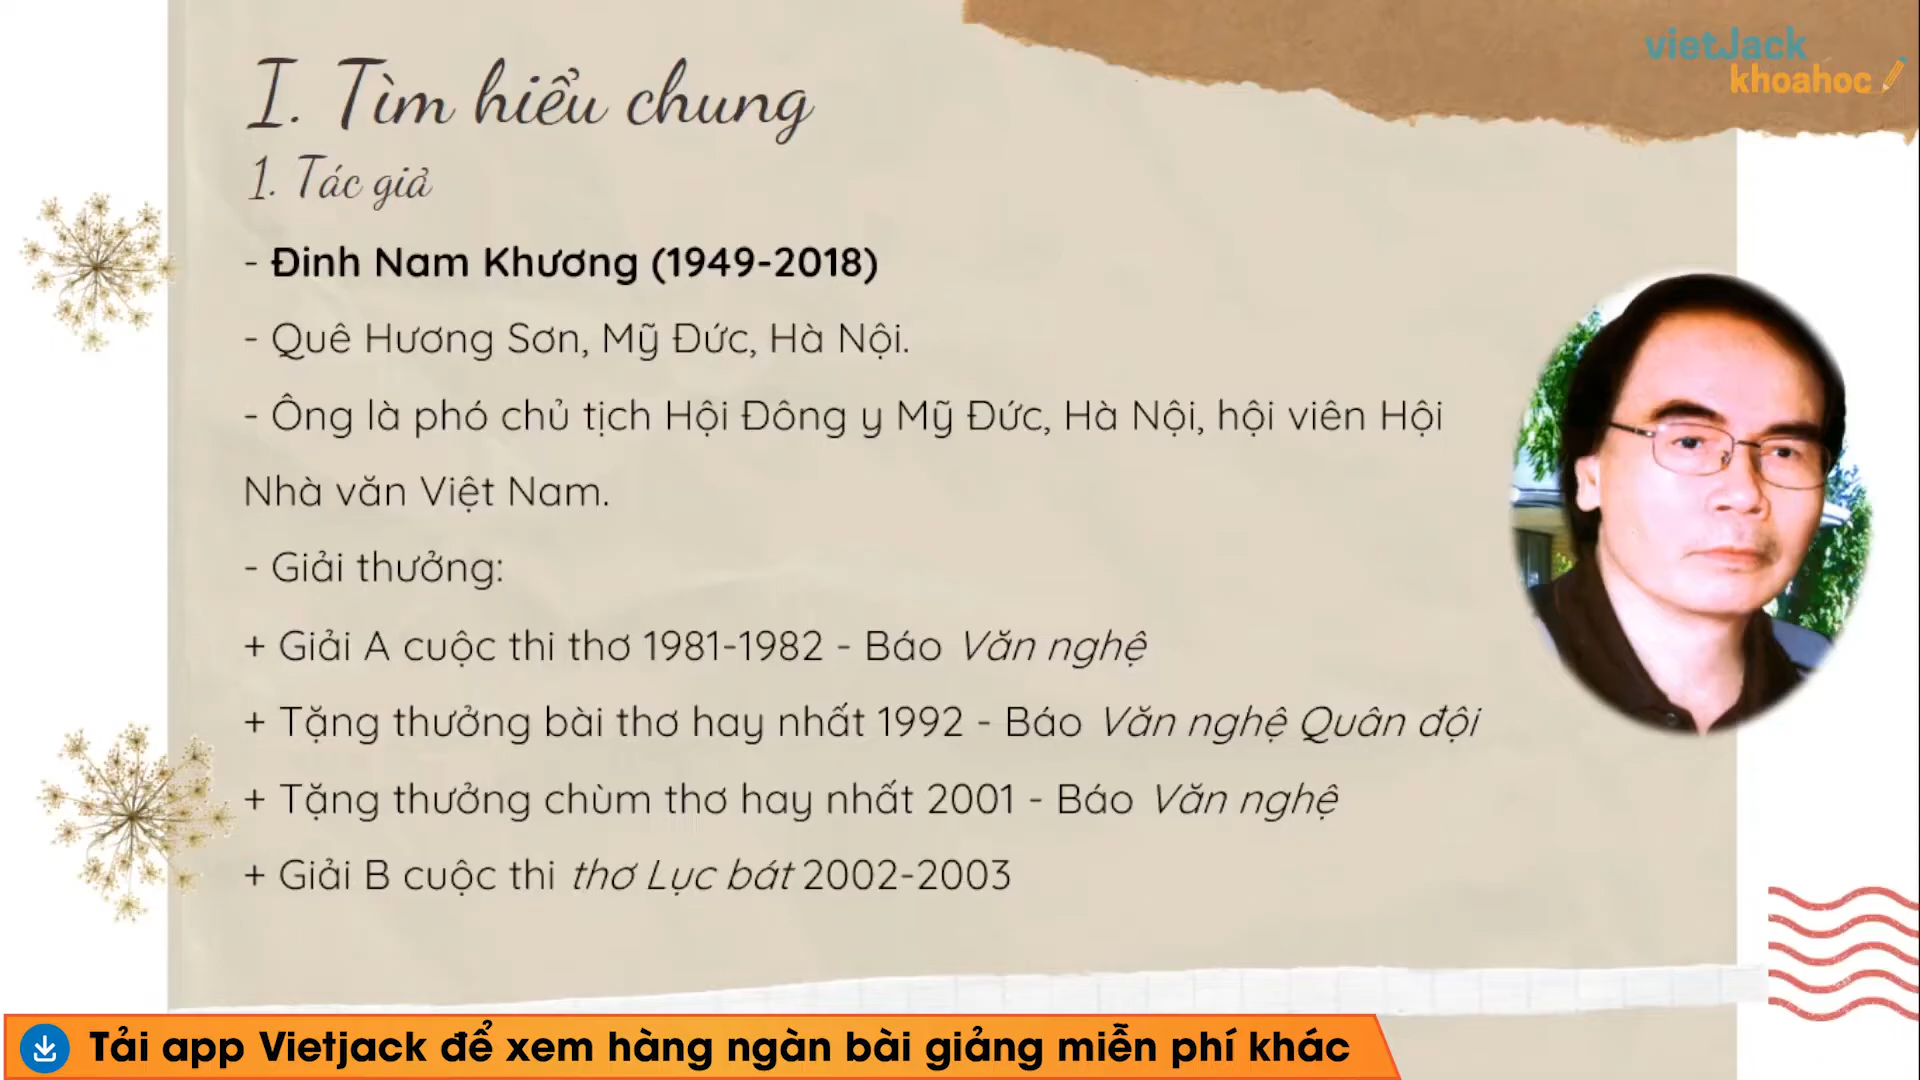 vietJack
khoahoc
I. Tìm hiểu chung
1. Tác giả
- Đinh Nam Khương (1949-2018)
- Quê Hương Sơn, Mỹ Đức, Hà Nội.
- Ông là phó chủ tịch Hội Đông y Mỹ Đức, Hà Nội, hội viên Hội
Nhà văn Việt Nam.
- Giải thưởng:
+ Giải A cuộc thi thơ 1981-1982 - Báo Văn nghệ
+ Tặng thưởng bài thơ hay nhất 1992 - Báo Văn nghệ Quân đội
+ Tặng thưởng chùm thơ hay nhất 2001 - Báo Văn nghệ
+ Giải B cuộc thi thơ Lục bát 2002-2003
Tải app Vietjack để xem hàng ngàn bài giảng miễn phí khác